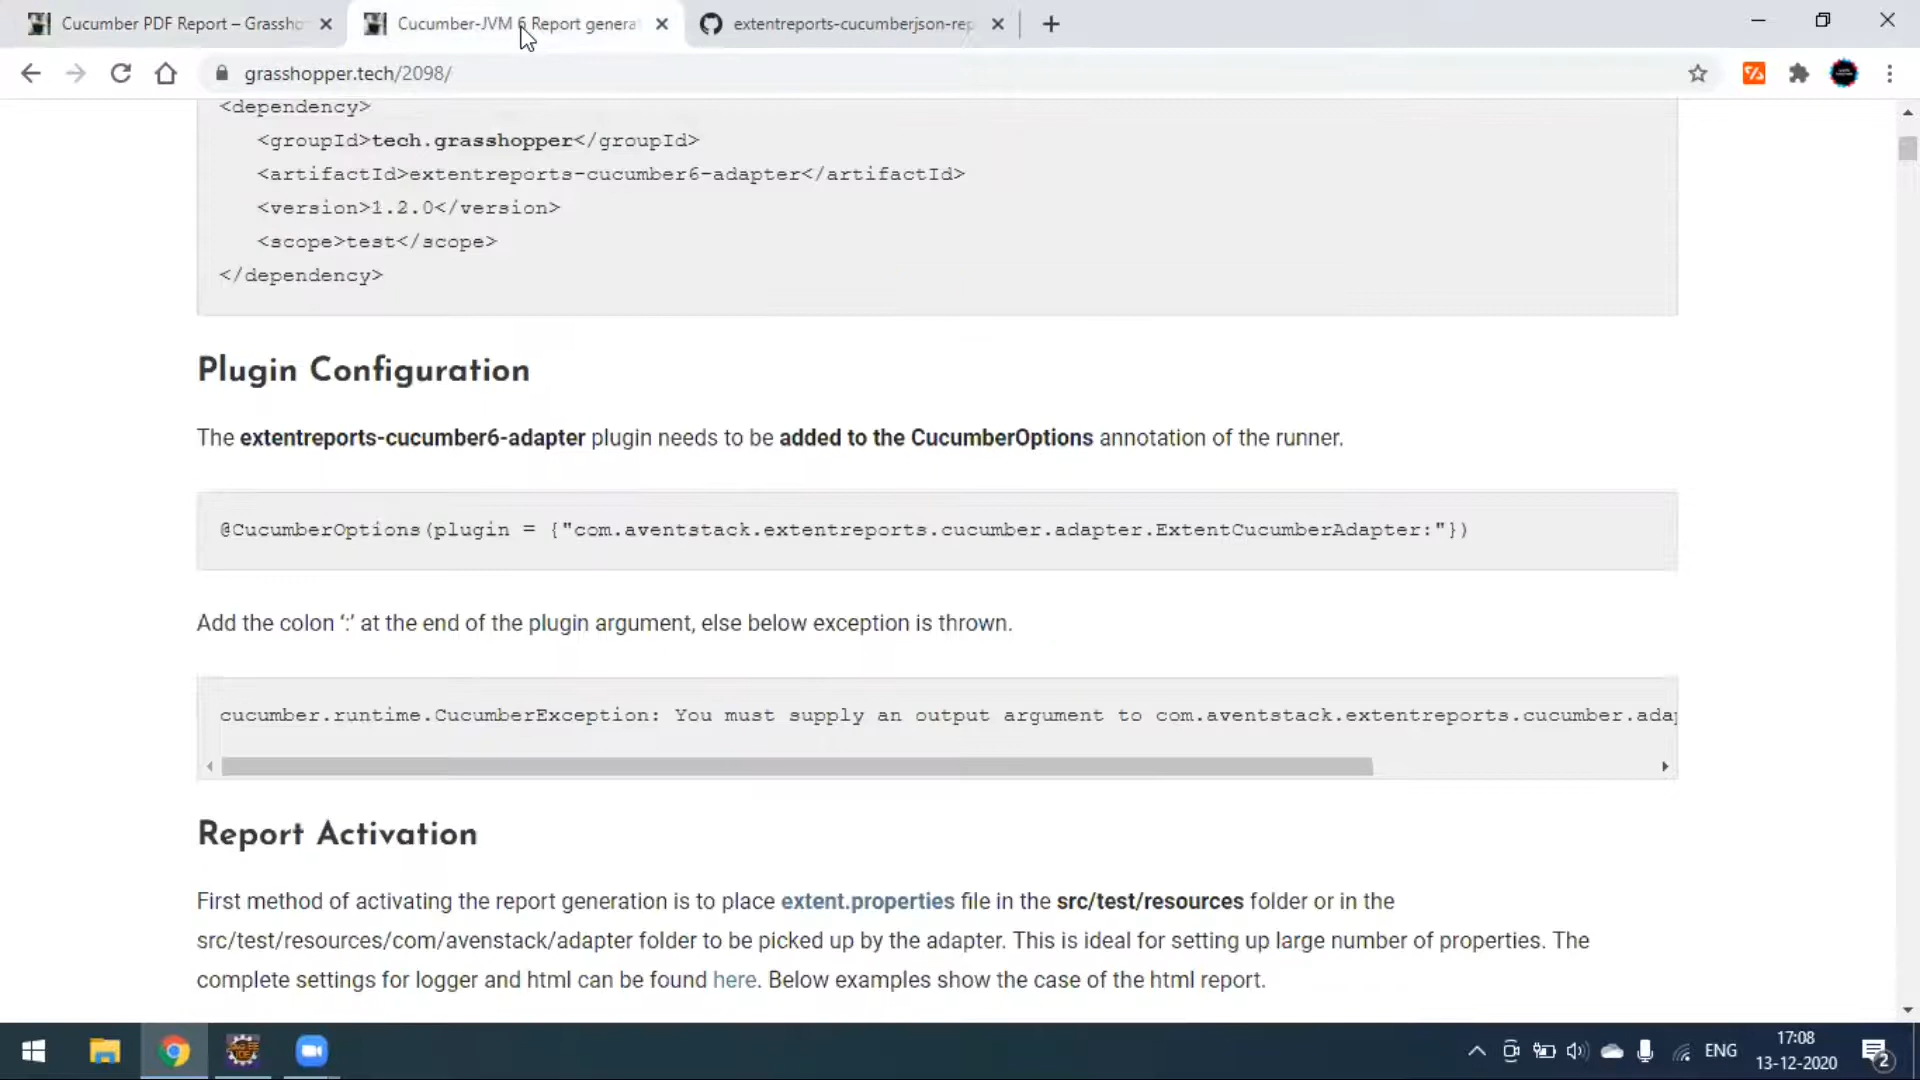 Cucumber PDF Report – Grassho
Cucumber-JVM 6 Report genera
extentreports-cucumberjson-rep
grasshopper.tech/2098/
<dependency>
<groupId>tech.grasshopper</groupId>
<artifactId>extentreports-cucumber6-adapter</artifactId>
<version>1.2.0</version>
<scope>test</scope>
</dependency>
Plugin Configuration
The extentreports-cucumber6-adapter plugin needs to be added to the CucumberOptions annotation of the runner.
@CucumberOptions(plugin = {"com.aventstack.extentreports.cucumber.adapter.ExtentCucumberAdapter:"})
Add the colon ‘:’ at the end of the plugin argument, else below exception is thrown.
cucumber.runtime.CucumberException: You must supply an output argument to com.aventstack.extentreports.cucumber.adap
Report Activation
First method of activating the report generation is to place extent.properties file in the src/test/resources folder or in the
src/test/resources/com/avenstack/adapter folder to be picked up by the adapter. This is ideal for setting up large number of properties. The
complete settings for logger and html can be found here. Below examples show the case of the html report.
ENG
17:08
13-12-2020
2